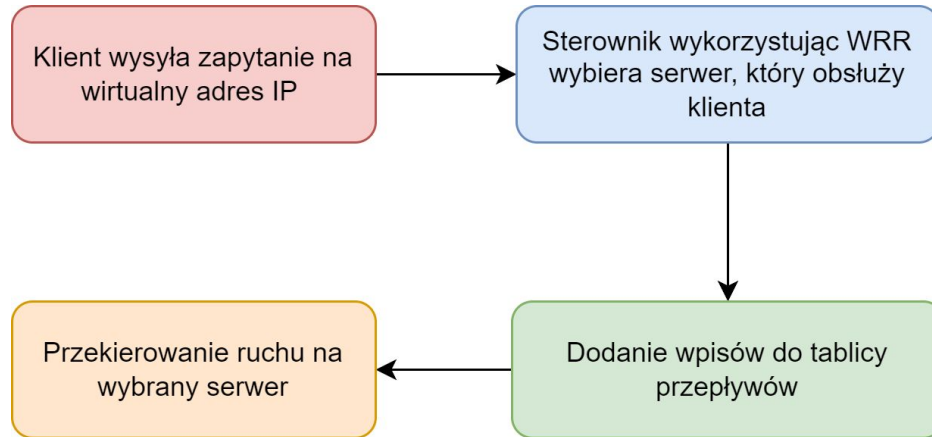 Klient wysyła zapytanie na
wirtualny adres IP
Sterownik wykorzystując WRR
wybiera serwer, który obsłuży
klienta
Przekierowanie ruchu na
wybrany serwer
Dodanie wpisów do tablicy
przepływów